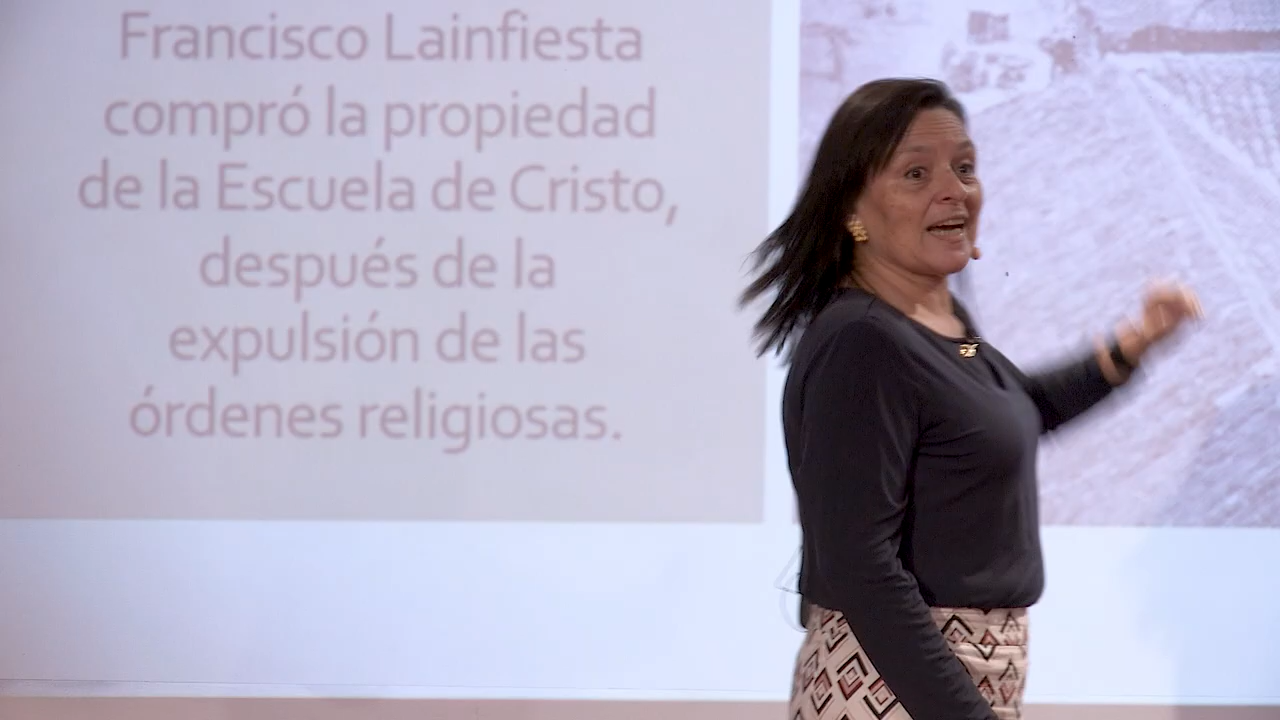 Francisco Lainfiesta
compró la propiedad
de la Escuela de Cristo,
después de la
expulsión de las
órdenes religiosas.